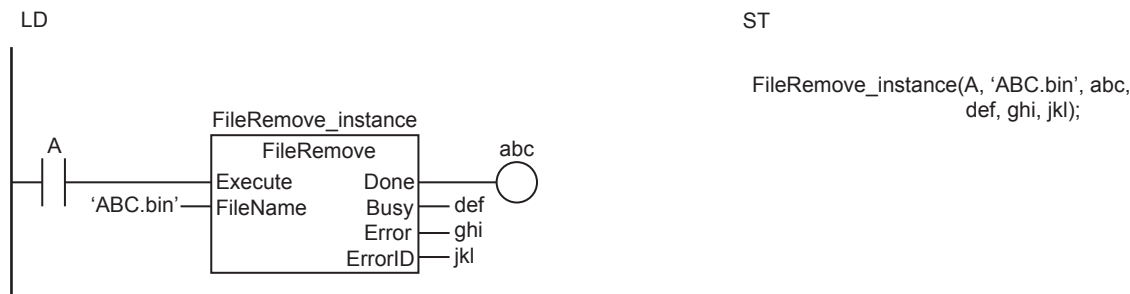 LD
ST
FileRemove_instance(A, ‘ABC.bin’, abc,
def, ghi, jkl);
FileRemove_instance
A
FileRemove
abc
Execute
Done
‘ABC.bin’
FileName
Busy
def
Error
ghi
ErrorID
jkl